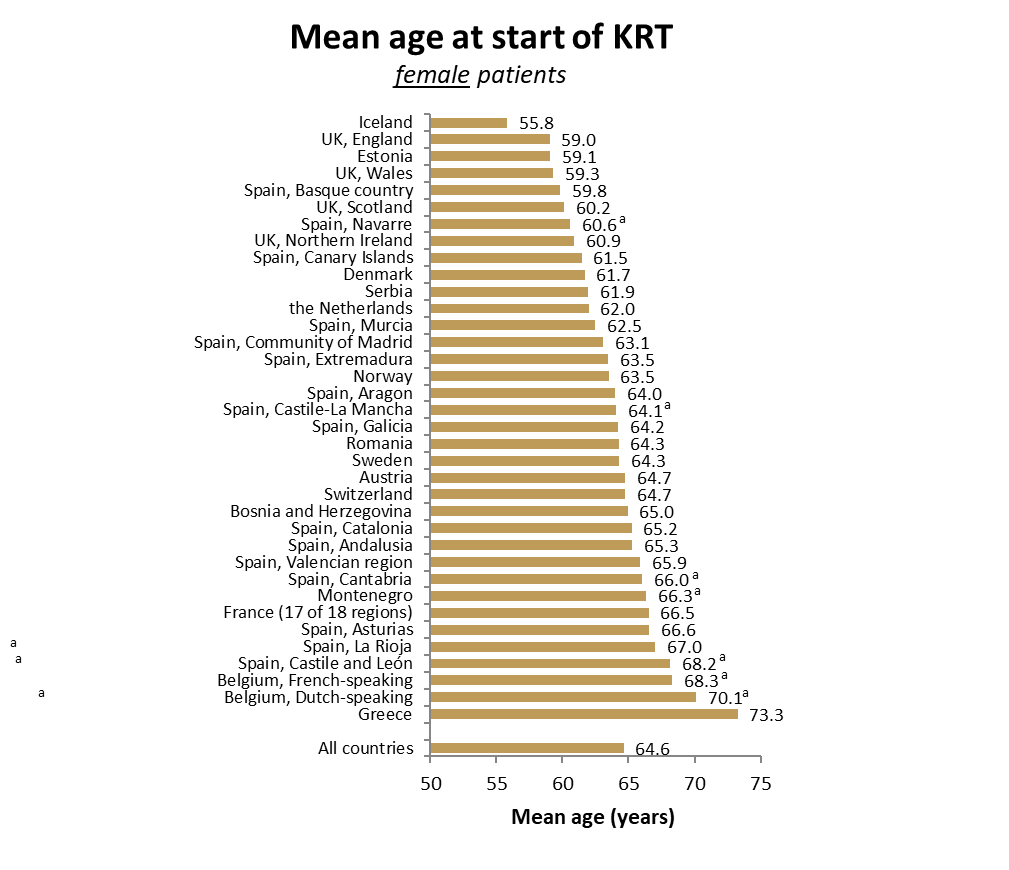 Mean age at start of KRT
female patients
Iceland 55.8
UK, England 59.0
Estonia 59.1
UK, Wales 59.3
Spain, Basque country 59.8
UK, Scotland 60.2
Spain, Navarre 60.6 a
UK, Northern Ireland 60.9
Spain, Canary Islands 61.5
Denmark 61.7
Serbia 61.9
the Netherlands 62.0
Spain, Murcia 62.5
Spain, Community of Madrid 63.1
Spain, Extremadura 63.5
Norway 63.5
Spain, Aragon 64.0
Spain, Castile-La Mancha 64.1 a
Spain, Galicia 64.2
Romania 64.3
Sweden 64.3
Austria 64.7
Switzerland 64.7
Bosnia and Herzegovina 65.0
Spain, Catalonia 65.2
Spain, Andalusia 65.3
Spain, Valencian region 65.9
Spain, Cantabria 66.0 a
Montenegro 66.3 a
France (17 of 18 regions) 66.5
Spain, Asturias 66.6
a Spain, La Rioja 67.0
a Spain, Castile and León 68.2 a
Belgium, French-speaking 68.3 a
a Belgium, Dutch-speaking 70.1 a
Greece 73.3
All countries 64.6
50 55 60 65 70 75
Mean age (years)